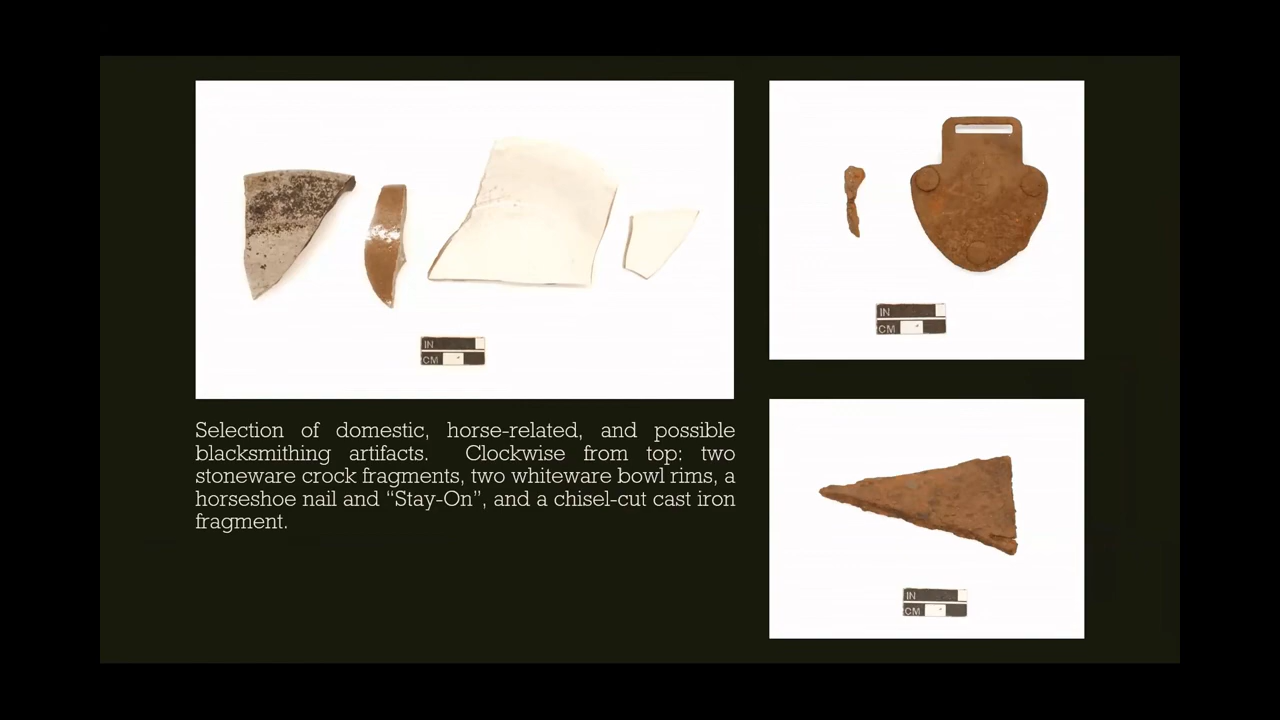 IN
CM
IN
CM
Selection of domestic, horse-related, and possible
blacksmithing artifacts. Clockwise from top: two
stoneware crock fragments, two whiteware bowl rims, a
horseshoe nail and “Stay-On”, and a chisel-cut cast iron
fragment.
IN
CM